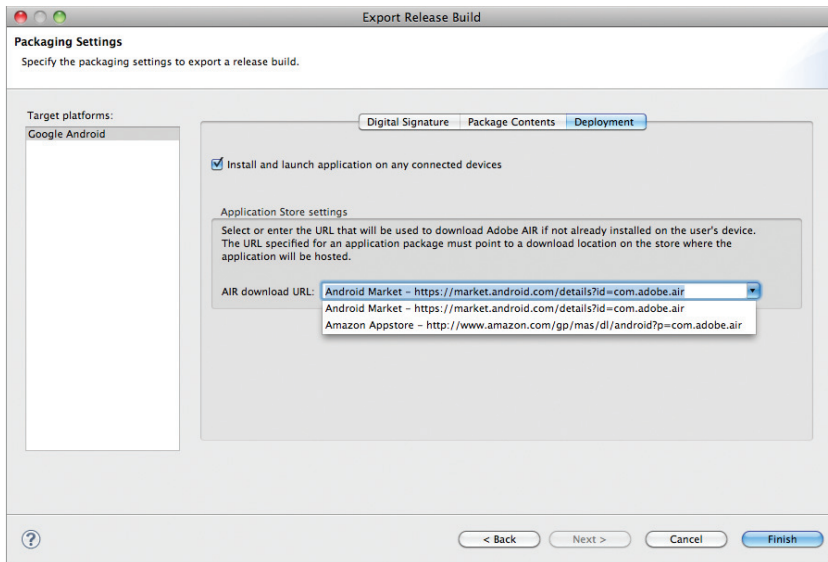 Export Release Build
Packaging Settings
Specify the packaging settings to export a release build.
Target platforms:
Google Android
Digital Signature Package Contents Deployment
Install and launch application on any connected devices
Application Store settings
Select or enter the URL that will be used to download Adobe AIR if not already installed on the user's device.
The URL specified for an application package must point to a download location on the store where the
application will be hosted.
AIR download URL: Android Market – https://market.android.com/details?id=com.adobe.air
Android Market – https://market.android.com/details?id=com.adobe.air
Amazon Appstore – http://www.amazon.com/gp/mas/dl/android?p=com.adobe.air
? < Back Next > Cancel Finish